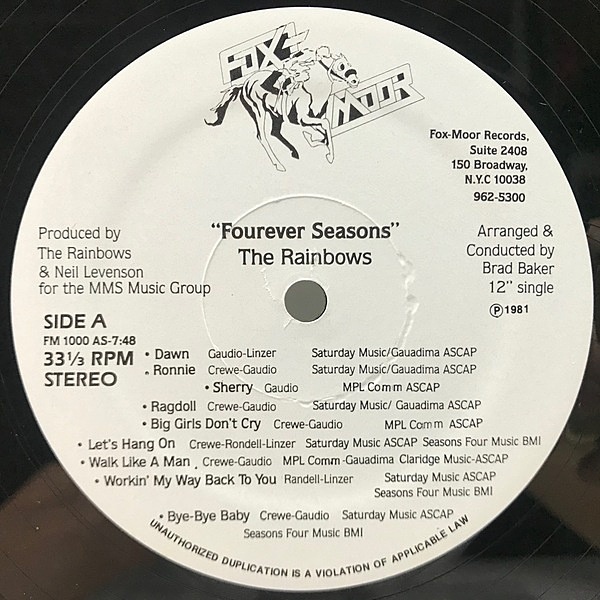 FOX
MOOR
Fox-Moor Records,
Suite 2408
150 Broadway,
N.Y.C 10038
962-5300
"Fourever Seasons"
The Rainbows
Produced by
The Rainbows
& Neil Levenson
for the MMS Music Group
Arranged &
Conducted by
Brad Baker
12" single
Ⓟ1981
SIDE A
FM 1000 AS-7:48
33⅓ RPM
STEREO
• Dawn Gaudio-Linzer Saturday Music/Gauadima ASCAP
• Ronnie Crewe-Gaudio Saturday Music/Gauadima ASCAP
• Sherry Gaudio MPL Comm ASCAP
• Ragdoll Crewe-Gaudio Saturday Music/ Gauadima ASCAP
• Big Girls Don't Cry Crewe-Gaudio MPL Comm ASCAP
• Let's Hang On Crewe-Rondell-Linzer Saturday Music ASCAP Seasons Four Music BMI
• Walk Like A Man . Crewe-Gaudio MPL Comm-Gauadima Claridge Music-ASCAP
• Workin' My Way Back To You Randell-Linzer Saturday Music ASCAP
Seasons Four Music BMI
• Bye-Bye Baby Crewe-Gaudio Saturday Music ASCAP
Seasons Four Music BMI
UNAUTHORIZED DUPLICATION IS A VIOLATION OF APPLICABLE LAW